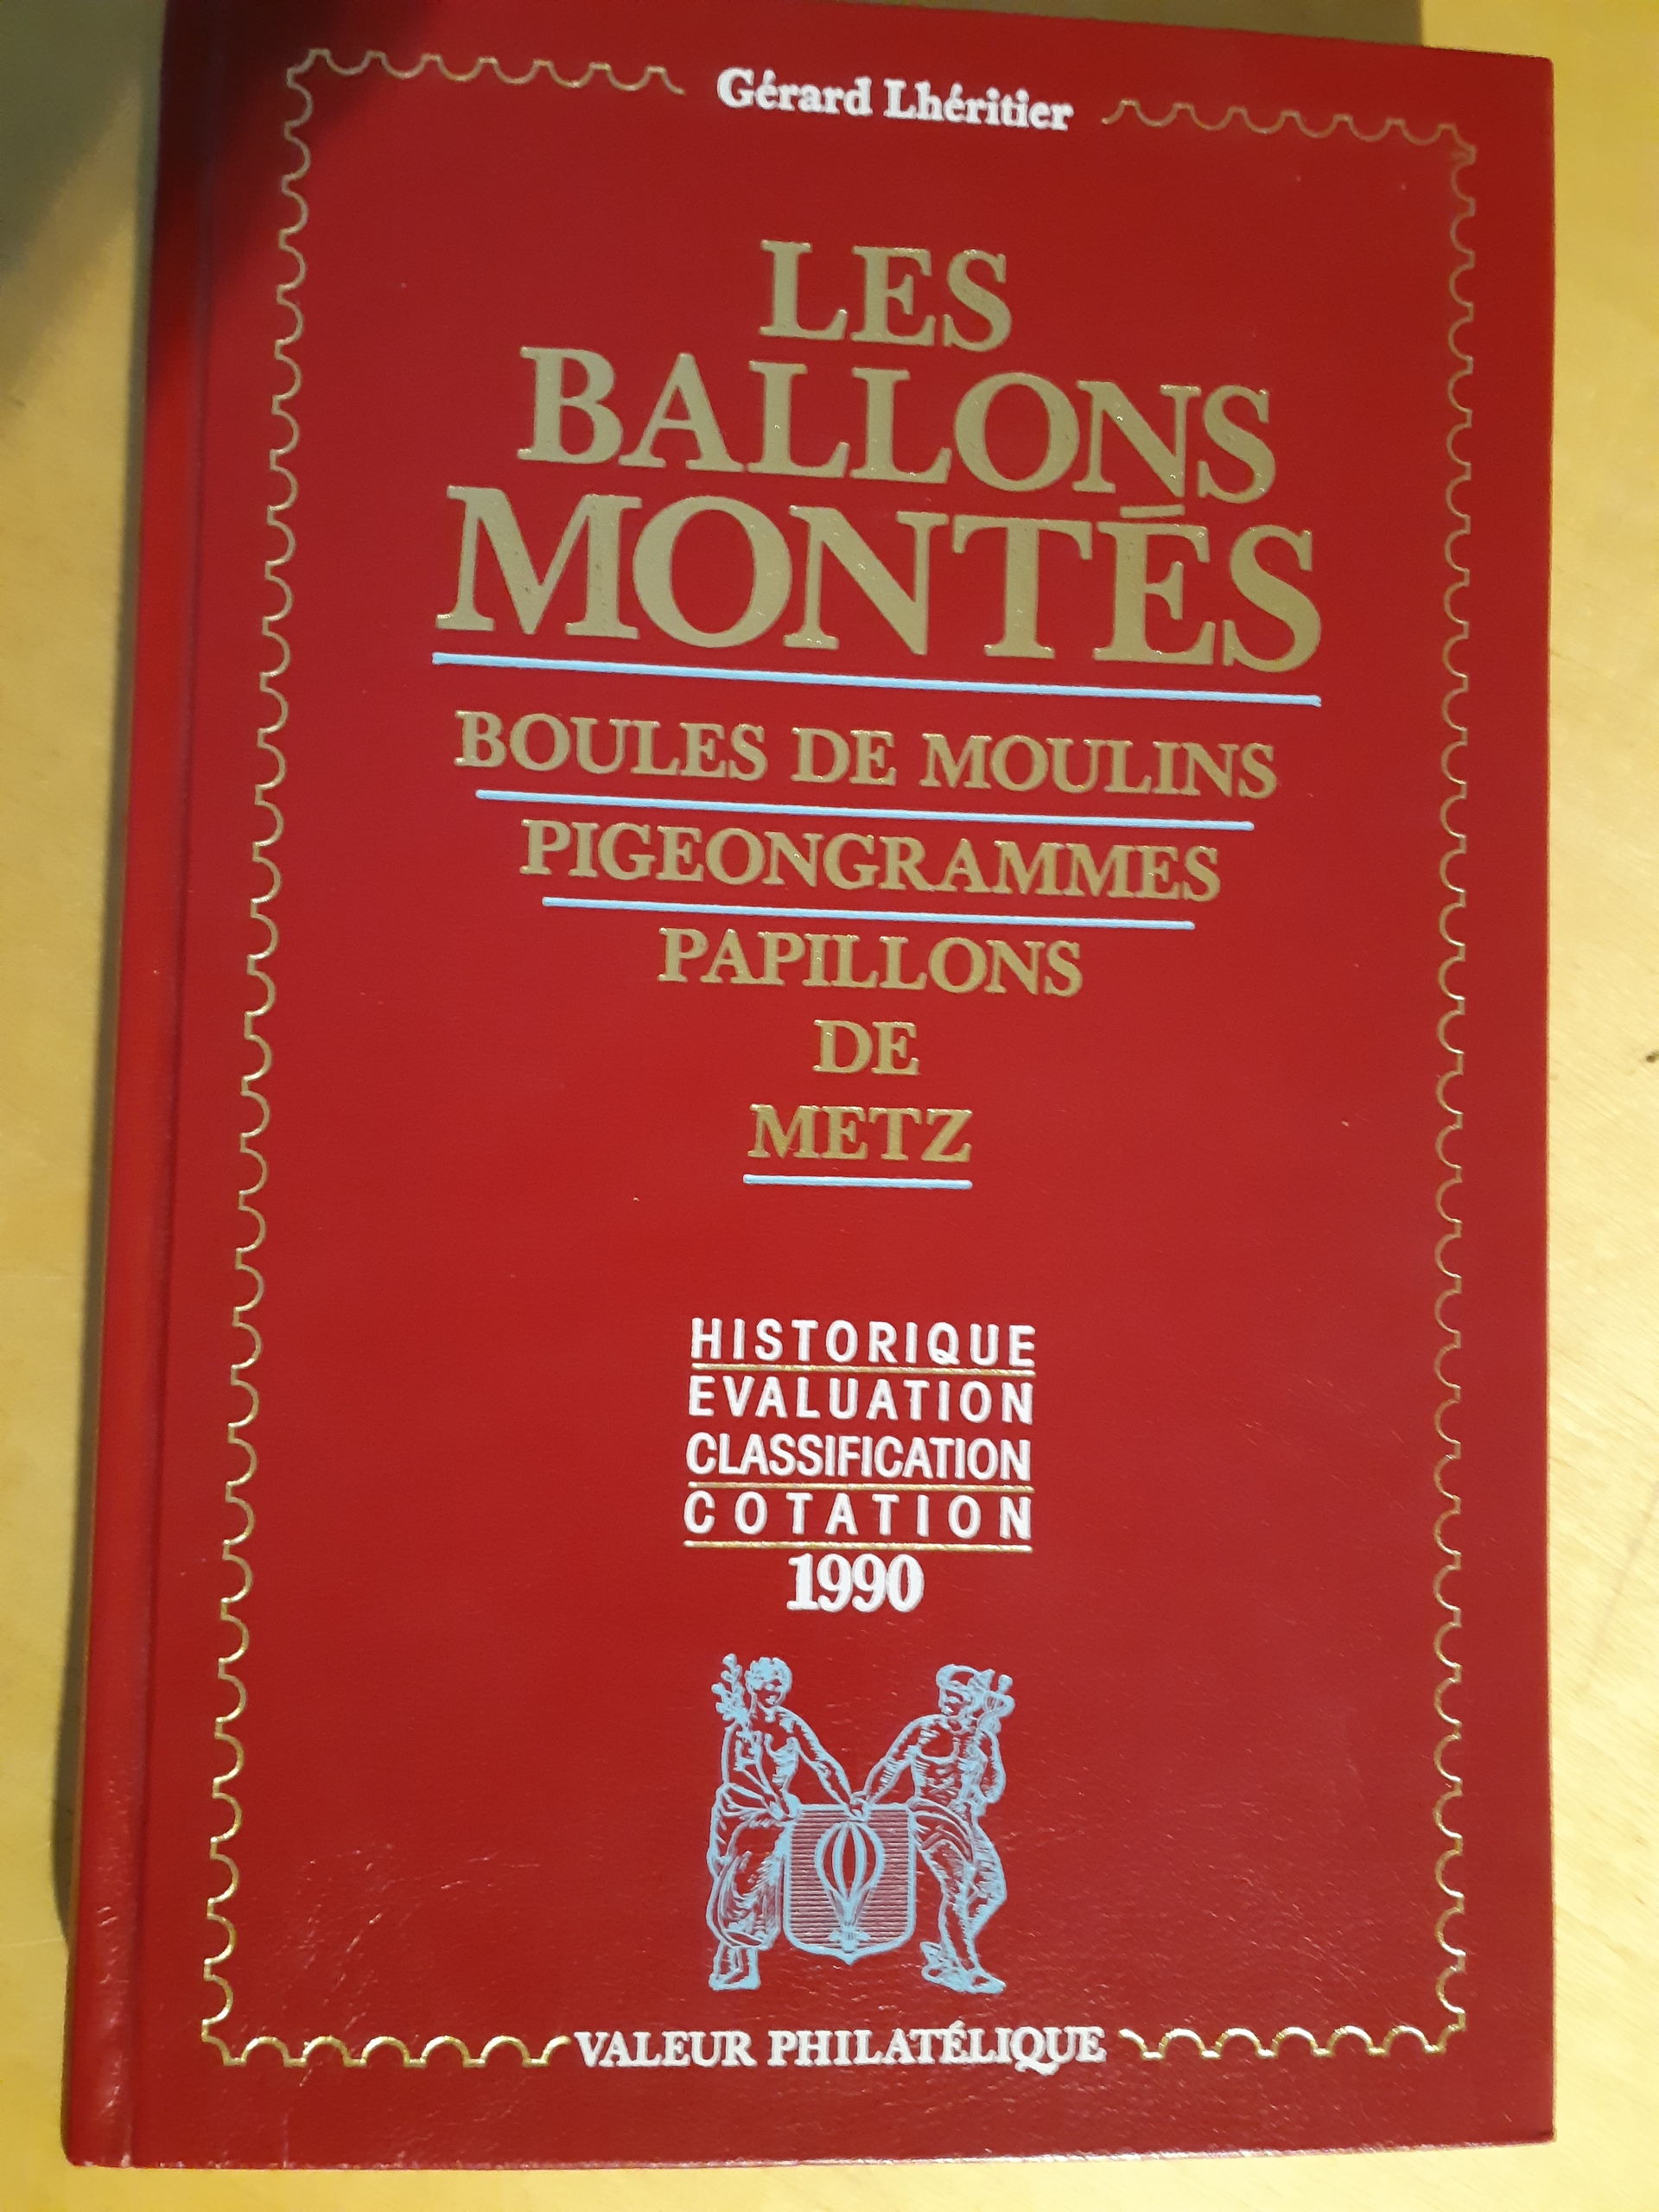 Gérard Lhéritier
LES
BALLONS
MONTÉS
BOULES DE MOULINS
PIGEONGRAMMES
PAPILLONS
DE
METZ
HISTORIQUE
EVALUATION
CLASSIFICATION
COTATION
1990
VALEUR PHILATÉLIQUE